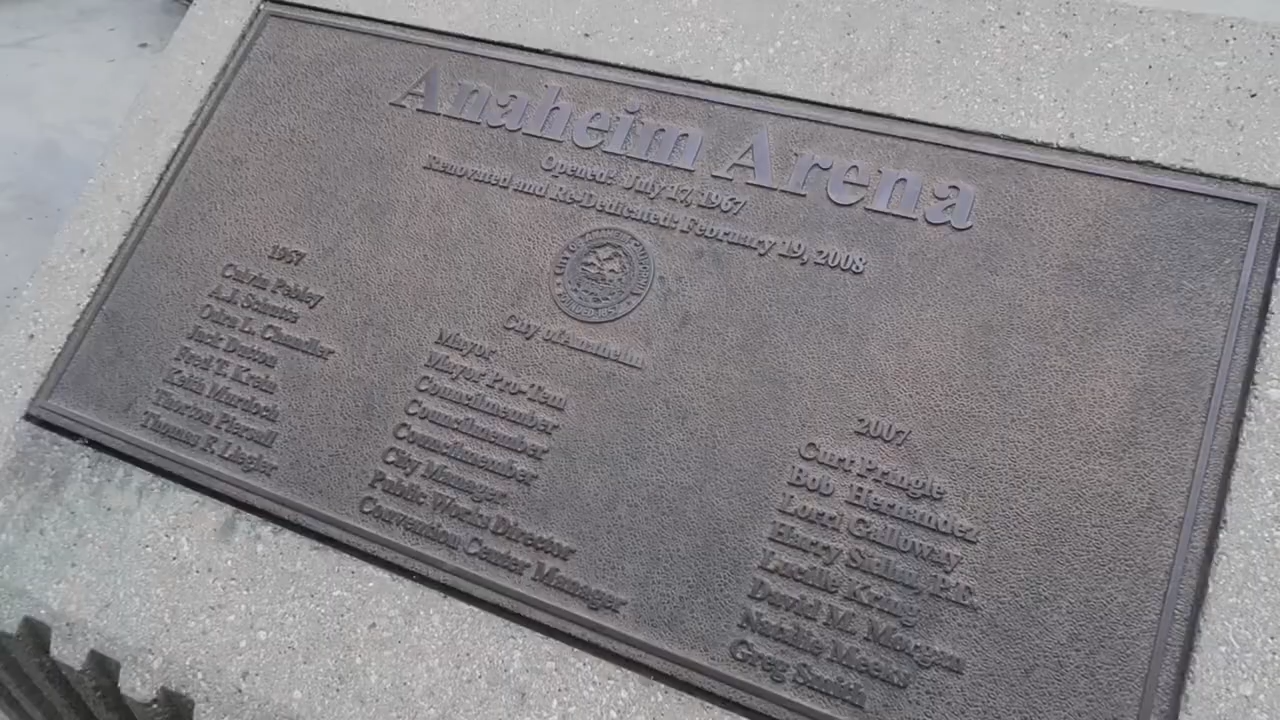 Anaheim Arena
Opened: July 17, 1967
Renovated and Re-Dedicated: February 19, 2008
City of Anaheim
1967
Calvin Pebley
A.J. Schutte
Odra L. Chandler
Jack Dutton
Fred T. Krein
Keith Murdoch
Thornton Piersall
Thomas F. Liegler
Mayor
Mayor Pro-Tem
Councilmember
Councilmember
Councilmember
City Manager
Public Works Director
Convention Center Manager
2007
Curt Pringle
Bob Hernandez
Lorri Galloway
Harry Sidhu, P.E.
Lucille Kring
David M. Morgan
Natalie Meeks
Greg Smith